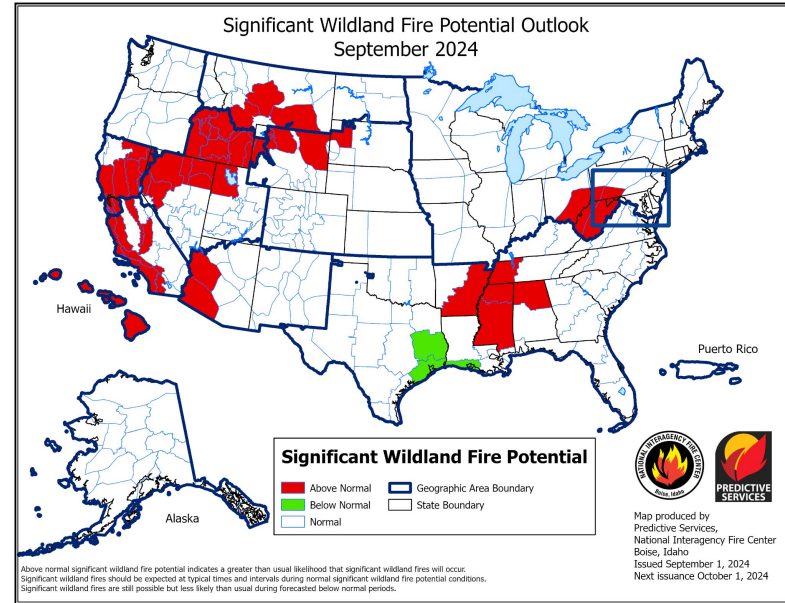 Significant Wildland Fire Potential Outlook
September 2024
Hawaii
Puerto Rico
Alaska
Significant Wildland Fire Potential
Above Normal
Below Normal
Normal
Geographic Area Boundary
State Boundary
NATIONAL INTERAGENCY FIRE CENTER
Boise, Idaho
PREDICTIVE
SERVICES
Map produced by
Predictive Services,
National Interagency Fire Center
Boise, Idaho
Issued September 1, 2024
Next issuance October 1, 2024
Above normal significant wildland fire potential indicates a greater than usual likelihood that significant wildland fires will occur.
Significant wildland fires should be expected at typical times and intervals during normal significant wildland fire potential conditions.
Significant wildland fires are still possible but less likely than usual during forecasted below normal periods.